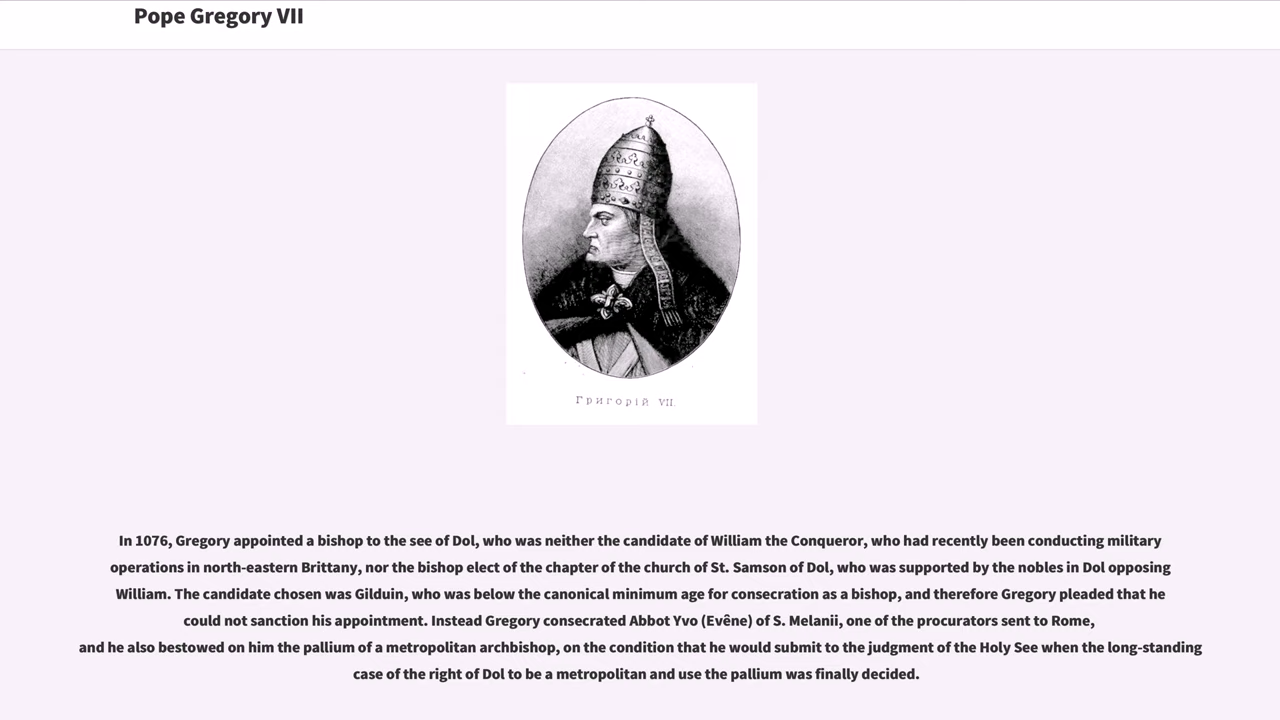 Pope Gregory VII
Григорій VII.
In 1076, Gregory appointed a bishop to the see of Dol, who was neither the candidate of William the Conqueror, who had recently been conducting military
operations in north-eastern Brittany, nor the bishop elect of the chapter of the church of St. Samson of Dol, who was supported by the nobles in Dol opposing
William. The candidate chosen was Gilduin, who was below the canonical minimum age for consecration as a bishop, and therefore Gregory pleaded that he
could not sanction his appointment. Instead Gregory consecrated Abbot Yvo (Evêne) of S. Melanii, one of the procurators sent to Rome,
and he also bestowed on him the pallium of a metropolitan archbishop, on the condition that he would submit to the judgment of the Holy See when the long-standing
case of the right of Dol to be a metropolitan and use the pallium was finally decided.